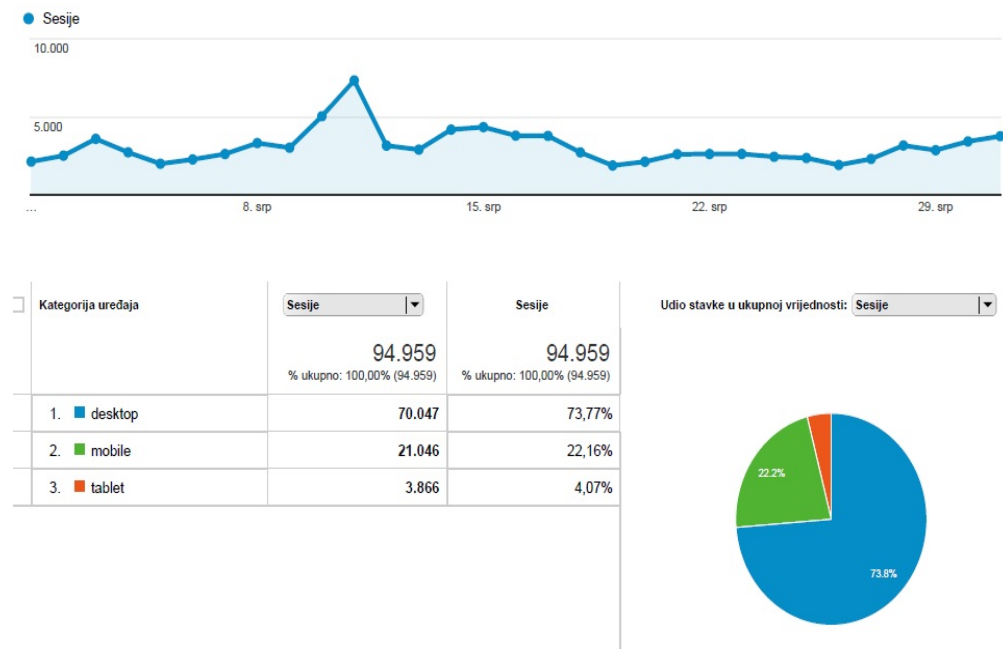 Sesije
10.000
5.000
... 8. srp 15. srp 22. srp 29. srp
Kategorija uređaja Sesije Sesije Udio stavke u ukupnoj vrijednosti: Sesije
94.959 94.959
% ukupno: 100,00% (94.959) % ukupno: 100,00% (94.959)
1. desktop 70.047 73,77%
2. mobile 21.046 22,16%
3. tablet 3.866 4,07%
22.2%
73.8%